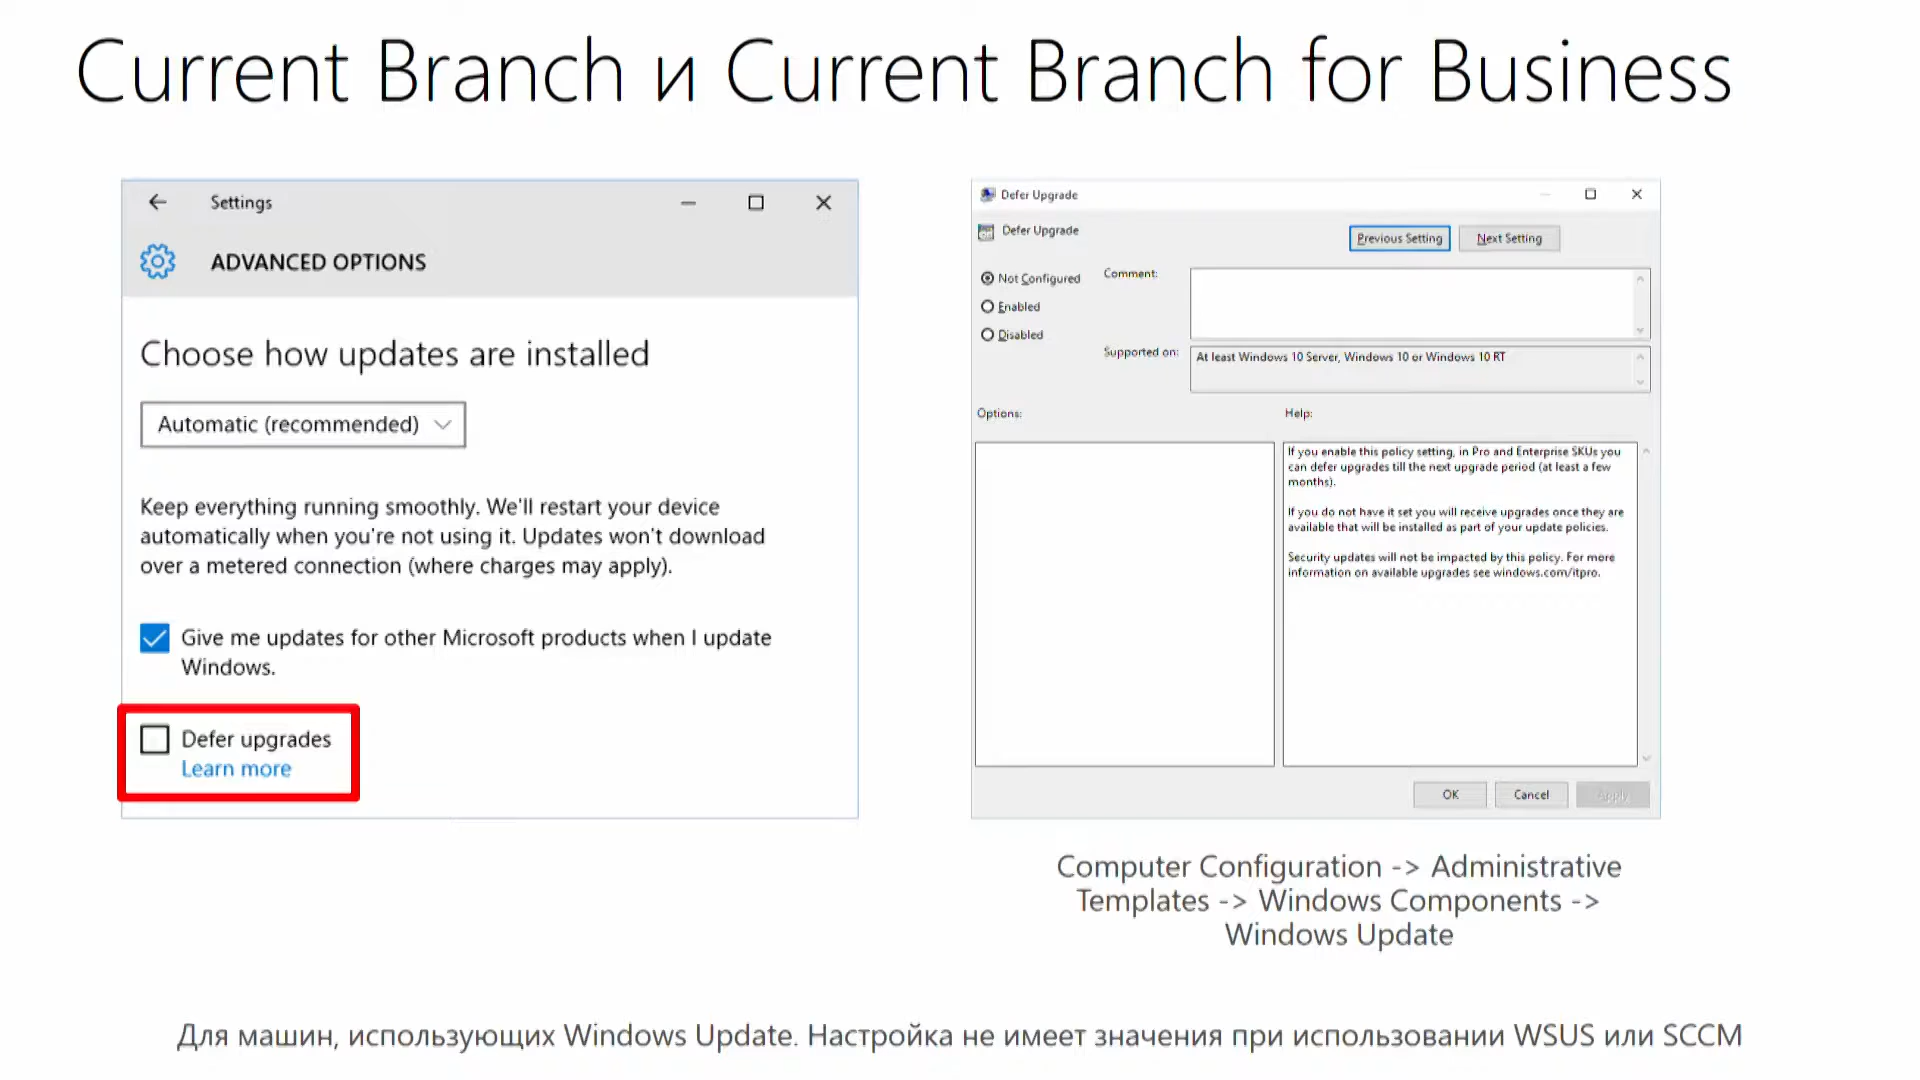 Current Branch и Current Branch for Business
Settings
ADVANCED OPTIONS
Choose how updates are installed
Automatic (recommended)
Keep everything running smoothly. We'll restart your device
automatically when you're not using it. Updates won't download
over a metered connection (where charges may apply).
Give me updates for other Microsoft products when I update
Windows.
Defer upgrades
Learn more
Defer Upgrade
Defer Upgrade
Previous Setting
Next Setting
Not Configured
Enabled
Disabled
Comment:
Supported on:
At least Windows 10 Server, Windows 10 or Windows 10 RT
Options:
Help:
If you enable this policy setting, in Pro and Enterprise SKUs you
can defer upgrades till the next upgrade period (at least a few
months).
If you do not have it set you will receive upgrades once they are
available that will be installed as part of your update policies.
Security updates will not be impacted by this policy. For more
information on available upgrades see windows.com/itpro.
OK
Cancel
Apply
Computer Configuration -> Administrative
Templates -> Windows Components ->
Windows Update
Для машин, использующих Windows Update. Настройка не имеет значения при использовании WSUS или SCCM